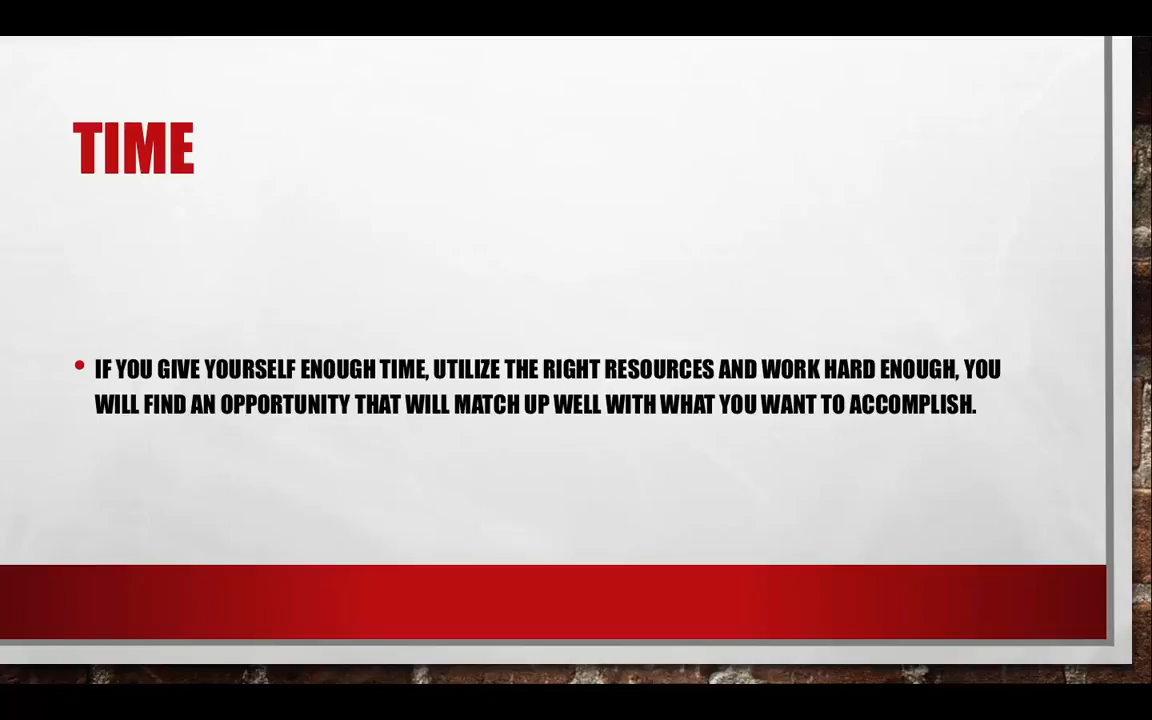 TIME
• IF YOU GIVE YOURSELF ENOUGH TIME, UTILIZE THE RIGHT RESOURCES AND WORK HARD ENOUGH, YOU
WILL FIND AN OPPORTUNITY THAT WILL MATCH UP WELL WITH WHAT YOU WANT TO ACCOMPLISH.